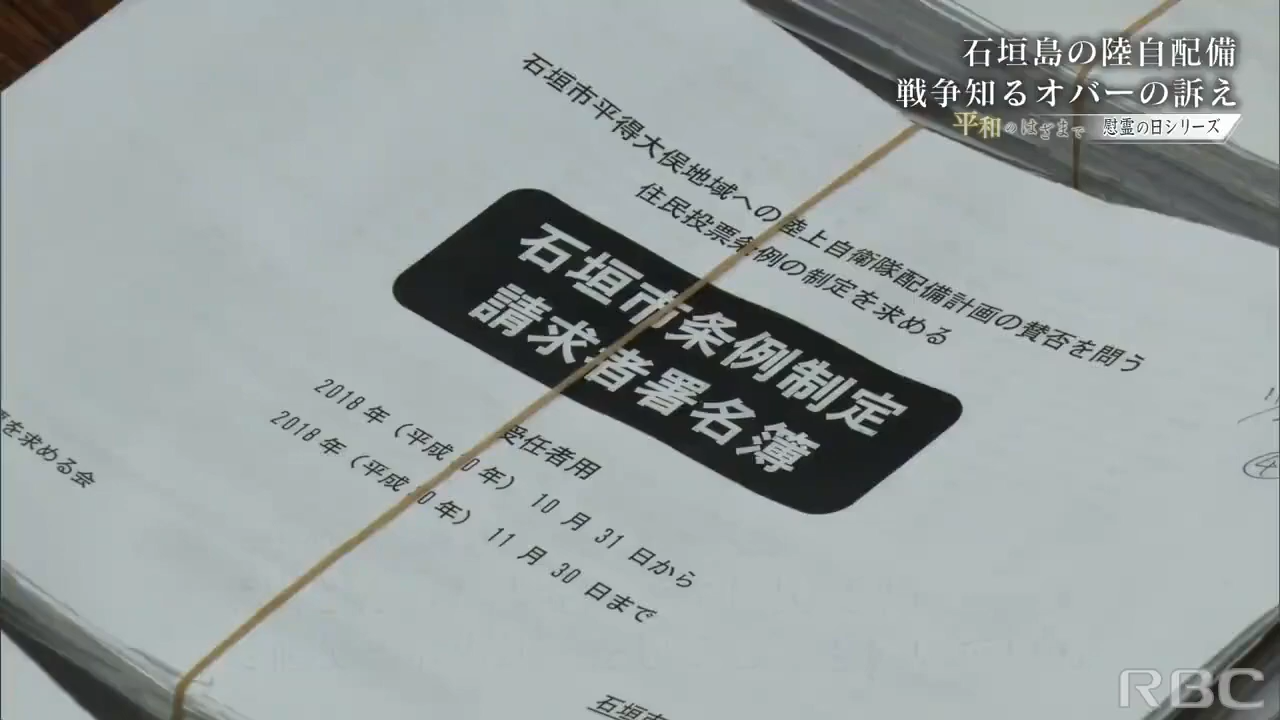 石垣島の陸自配備
戦争知るオバーの訴え
平和のはざまで 慰霊の日シリーズ
石垣市平得大俣地域への陸上自衛隊配備計画の賛否を問う
住民投票条例の制定を求める
石垣市条例制定
請求者署名簿
受任者用
2018年（平成30年）10月31日から
2018年（平成30年）11月30日まで
を求める会
石垣市
RBC